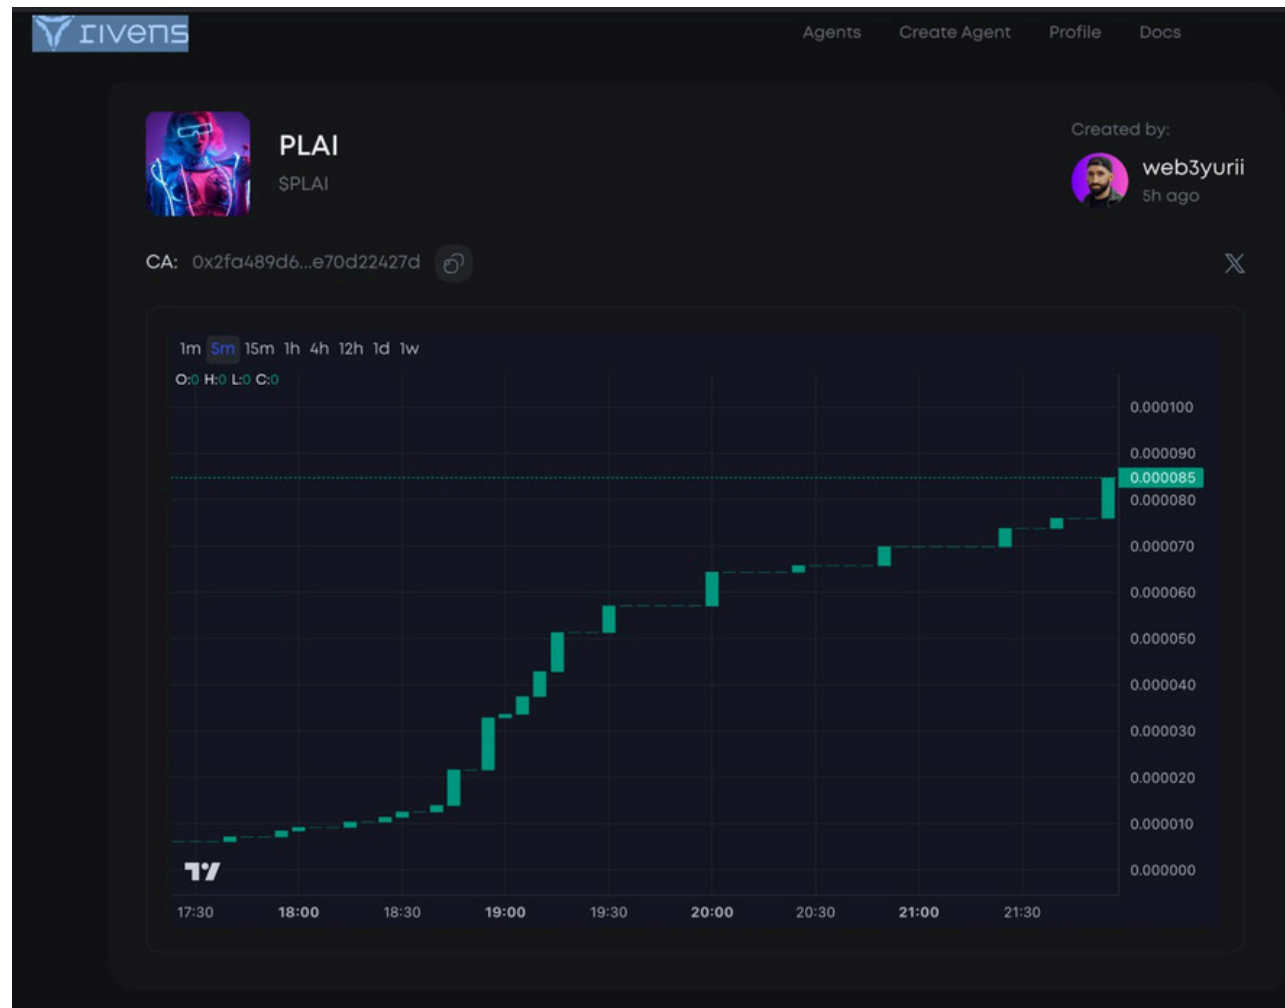 rivens
Agents Create Agent Profile Docs
PLAI
$PLAI
Created by:
web3yurii
5h ago
CA: 0x2fa489d6...e70d22427d
1m 5m 15m 1h 4h 12h 1d 1w
O:0 H:0 L:0 C:0
0.000100
0.000090
0.000085
0.000080
0.000070
0.000060
0.000050
0.000040
0.000030
0.000020
0.000010
0.000000
17:30 18:00 18:30 19:00 19:30 20:00 20:30 21:00 21:30